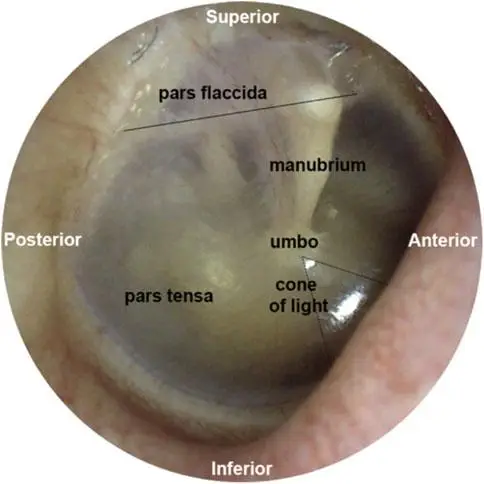 Superior
pars flaccida
manubrium
Posterior
umbo
Anterior
pars tensa
cone
of light
Inferior